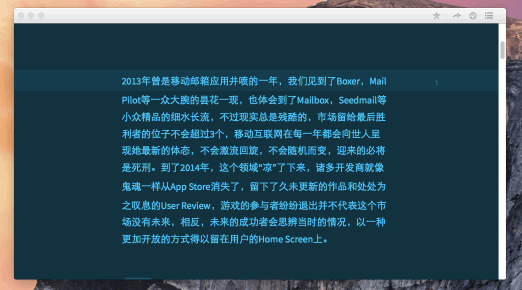 2013年曾是移动邮箱应用井喷的一年，我们见到了Boxer，Mail
Pilot等一众大腕的昙花一现，也体会到了Mailbox，Seedmail等
小众精品的细水长流，不过现实总是残酷的，市场留给最后胜
利者的位子不会超过3个，移动互联网在每一年都会向世人呈
现她最新的体态，不会激流回旋，不会随机而变，迎来的必将
是死刑。到了2014年，这个领域“凉”了下来，诸多开发商就像
鬼魂一样从App Store消失了，留下了久未更新的作品和处处为
之叹息的User Review，游戏的参与者纷纷退出并不代表这个市
场没有未来，相反，未来的成功者会思辨当时的情况，以一种
更加开放的方式得以留在用户的Home Screen上。